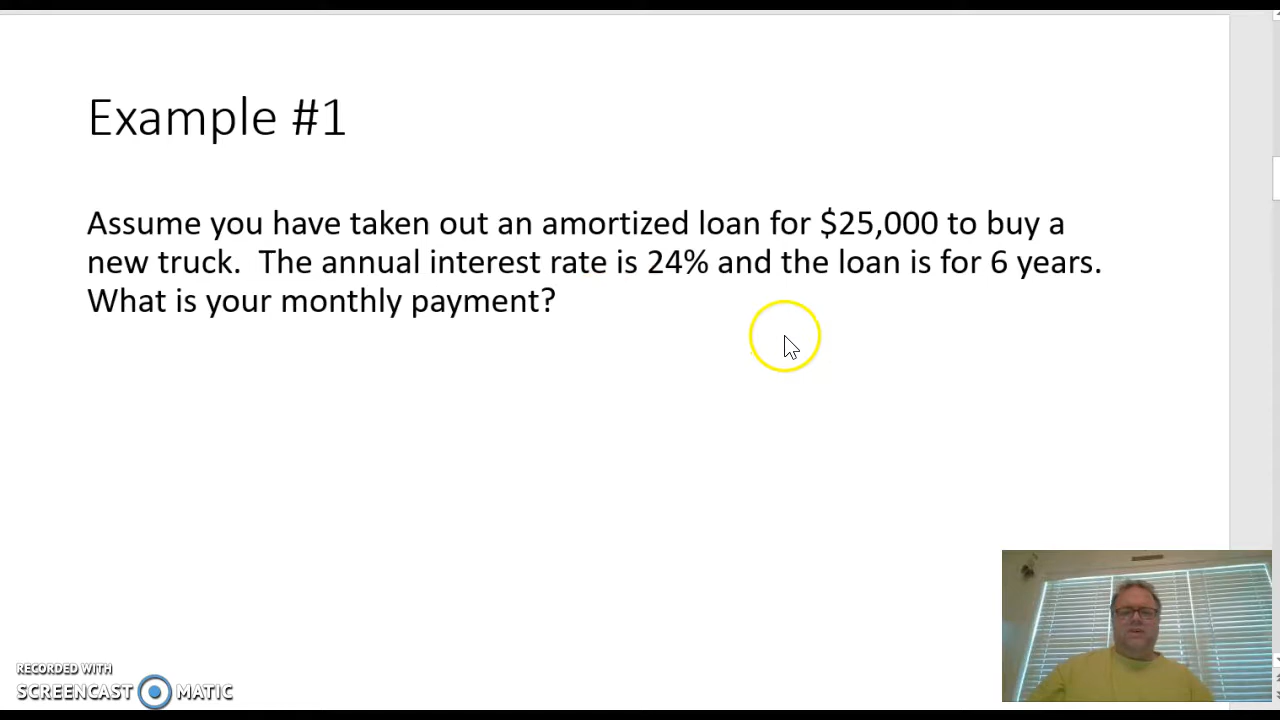 Example #1
Assume you have taken out an amortized loan for $25,000 to buy a
new truck.  The annual interest rate is 24% and the loan is for 6 years.
What is your monthly payment?
RECORDED WITH
SCREENCAST MATIC